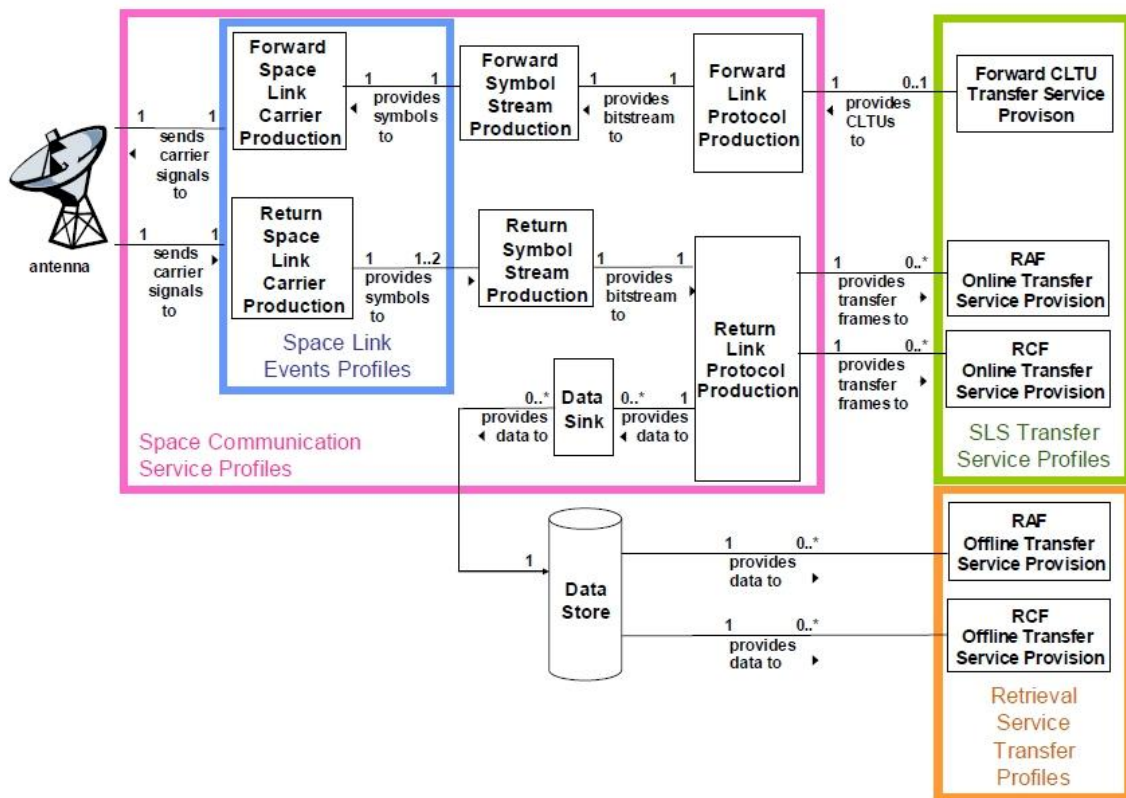 Forward
Space
Link
Carrier
Production
Forward
Symbol
Stream
Production
Forward
Link
Protocol
Production
Forward CLTU
Transfer Service
Provison
1 1
sends
carrier
signals
to
1 1
provides
symbols
to
1 1
provides
bitstream
to
1 0..1
provides
CLTUs
to
antenna
1 1
sends
carrier
signals
to
Return
Space
Link
Carrier
Production
1 1..2
provides
symbols
to
Return
Symbol
Stream
Production
1 1
provides
bitstream
to
Return
Link
Protocol
Production
1 0..*
provides
transfer
frames to
RAF
Online Transfer
Service Provision
1 0..*
provides
transfer
frames to
RCF
Online Transfer
Service Provision
Space Link
Events Profiles
0..*
provides
data to
Data
Sink
0..* 1
provides
data to
Space Communication
Service Profiles
SLS Transfer
Service Profiles
1
Data
Store
1 0..*
provides
data to
RAF
Offline Transfer
Service Provision
1 0..*
provides
data to
RCF
Offline Transfer
Service Provision
Retrieval
Service
Transfer
Profiles